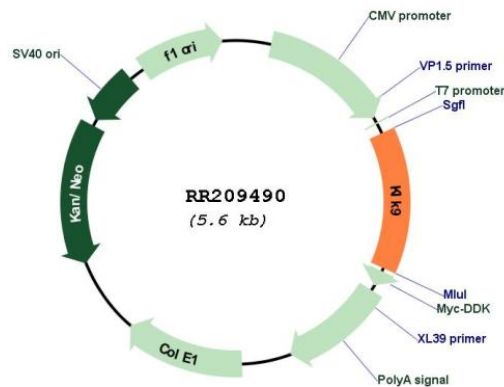 CMV promoter
VP1.5 primer
T7 promoter
SgfI
Klk9
MluI
Myc-DDK
XL39 primer
PolyA signal
Col E1
Kan/Neo
SV40 ori
f1 ori
RR209490
(5.6 kb)